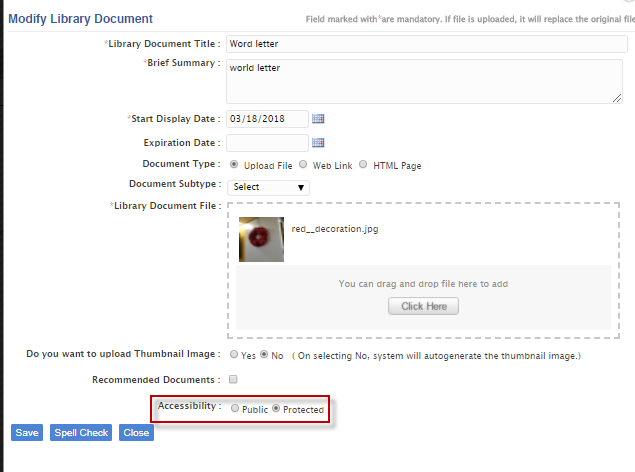 Modify Library Document
Field marked with*are mandatory. If file is uploaded, it will replace the original file
*Library Document Title : Word letter
*Brief Summary : world letter
*Start Display Date : 03/18/2018
Expiration Date :
Document Type : Upload File Web Link HTML Page
Document Subtype : Select
*Library Document File :
red__decoration.jpg
You can drag and drop file here to add
Click Here
Do you want to upload Thumbnail Image : Yes No ( On selecting No, system will autogenerate the thumbnail image.)
Recommended Documents :
Accessibility : Public Protected
Save Spell Check Close